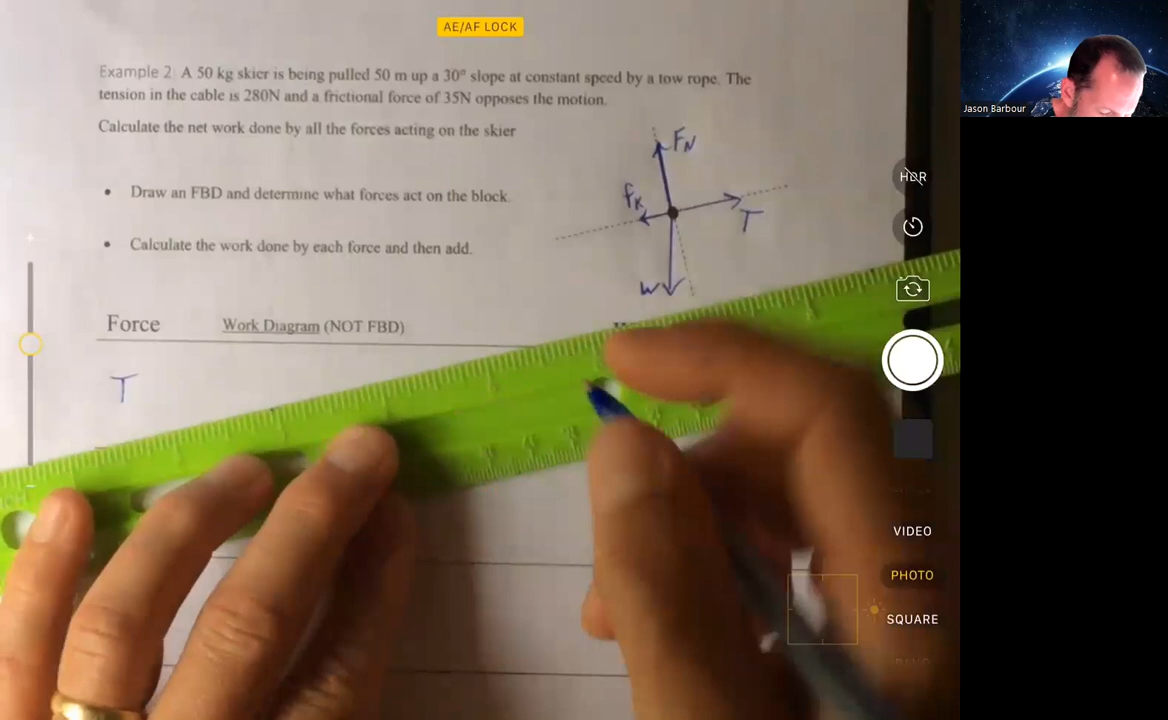 AE/AF LOCK
Example 2: A 50 kg skier is being pulled 50 m up a 30° slope at constant speed by a tow rope. The
tension in the cable is 280N and a frictional force of 35N opposes the motion.
Jason Barbour
Calculate the net work done by all the forces acting on the skier
FN
HDR
• Draw an FBD and determine what forces act on the block
fK
T
• Calculate the work done by each force and then add.
W
Force Work Diagram (NOT FBD)
T
VIDEO
PHOTO
SQUARE